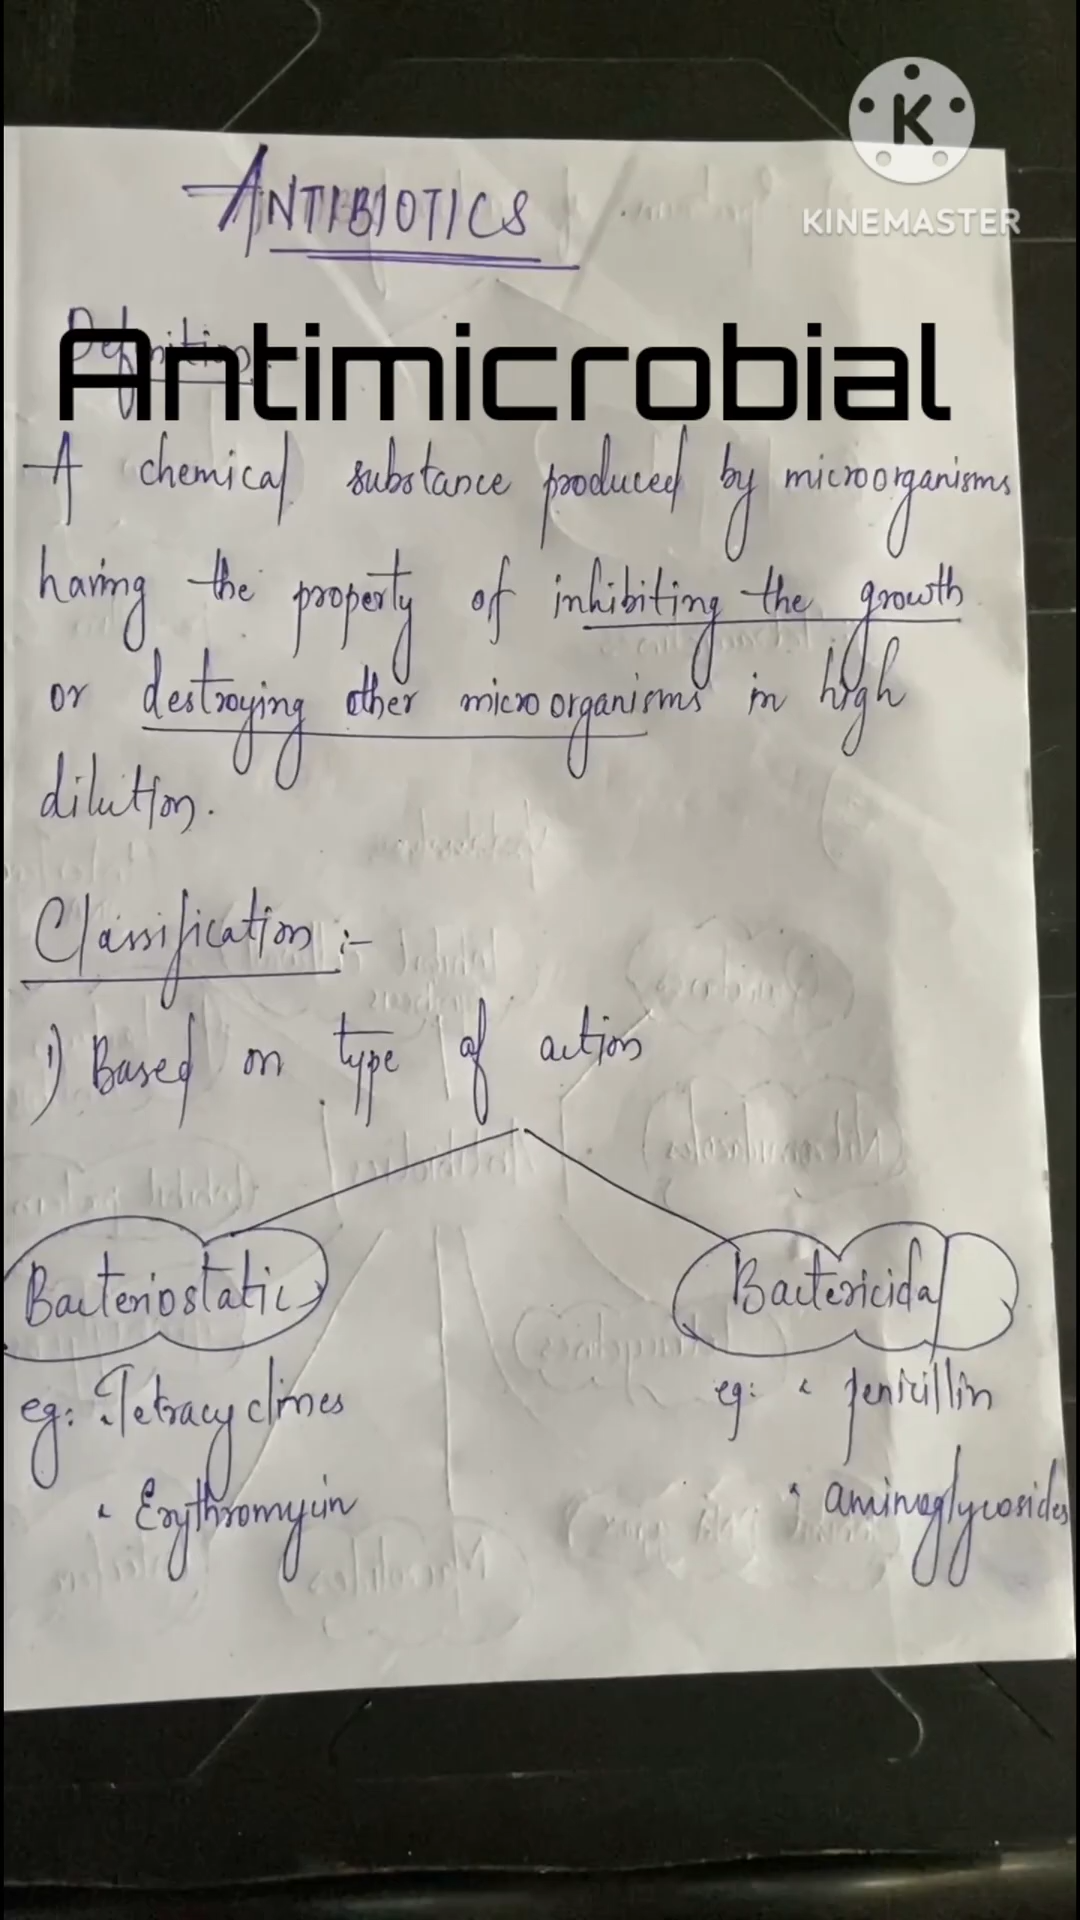 K
KINEMASTER
ANTIBIOTICS
Definition:
Antimicrobial
A chemical substance produced by microorganisms
having the property of inhibiting the growth
or destroying other microorganisms in high
dilution.
Classification :-
1) Based on type of action
Bacteriostatic
Bactericidal
eg: Tetracyclines
eg: penicillin
Erythromycin
aminoglycosides